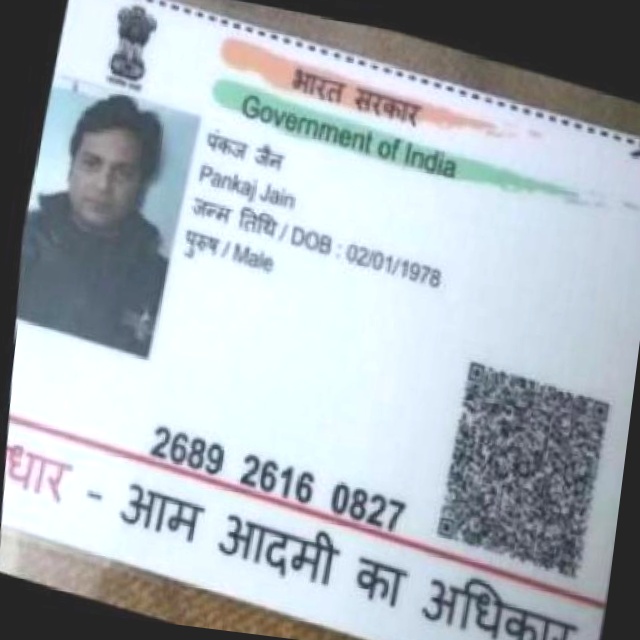 भारत सरकार
Government of India
पंकज जैन
Pankaj Jain
जन्म तिथि / DOB : 02/01/1978
पुरुष / Male
2689 2616 0827
धार - आम आदमी का अधिकार